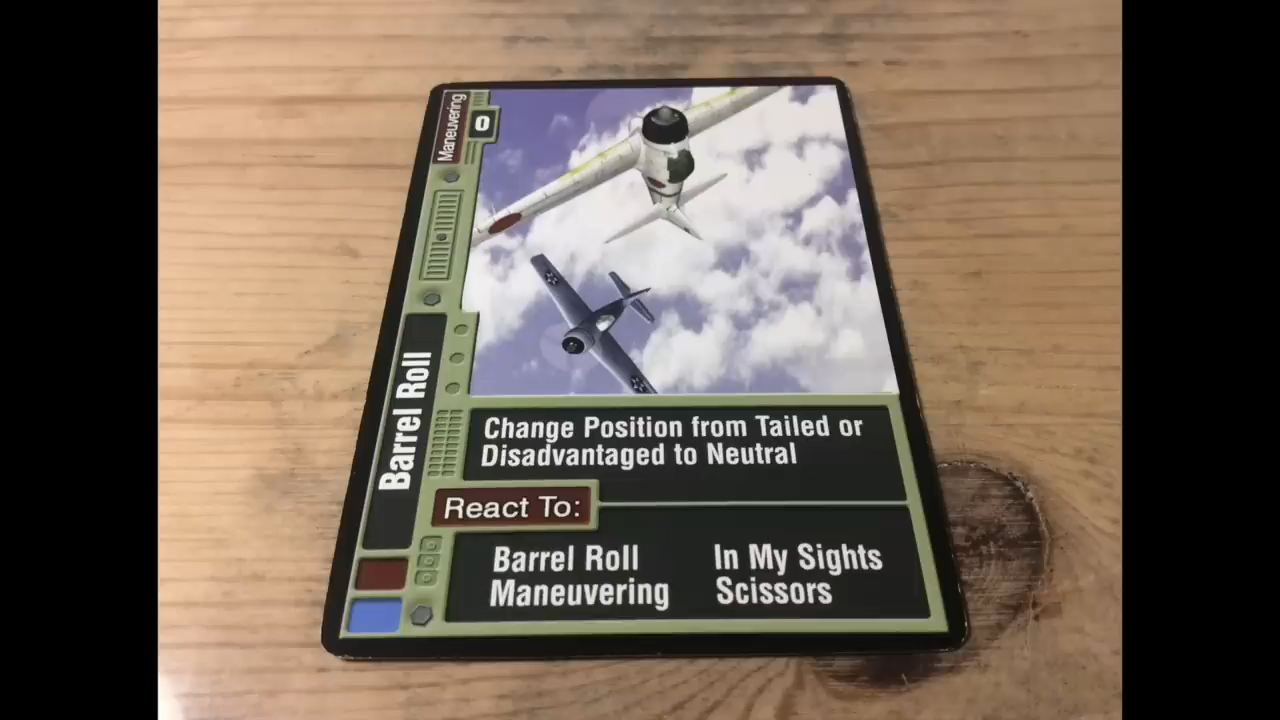 Maneuvering
0
Barrel Roll
Change Position from Tailed or
Disadvantaged to Neutral
React To:
Barrel Roll In My Sights
Maneuvering Scissors